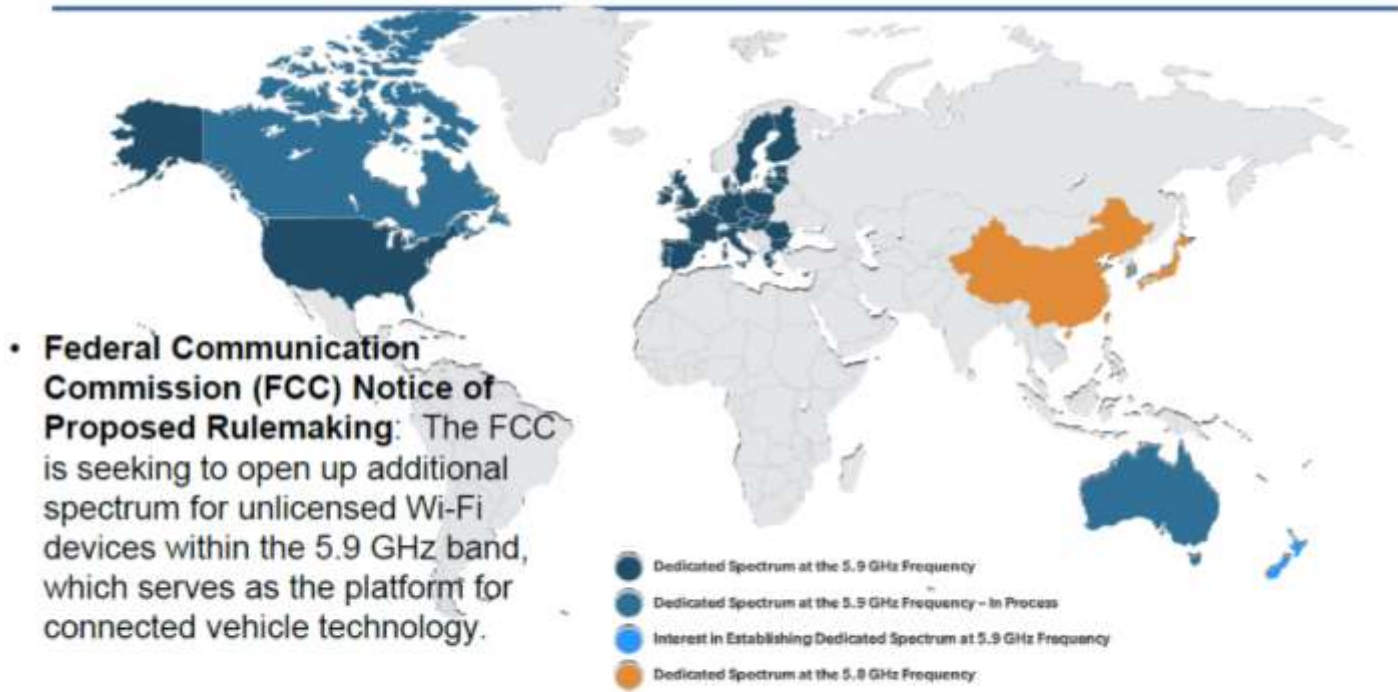 • Federal Communication
Commission (FCC) Notice of
Proposed Rulemaking: The FCC
is seeking to open up additional
spectrum for unlicensed Wi-Fi
devices within the 5.9 GHz band,
which serves as the platform for
connected vehicle technology.
Dedicated Spectrum at the 5.9 GHz Frequency
Dedicated Spectrum at the 5.9 GHz Frequency – In Process
Interest in Establishing Dedicated Spectrum at 5.9 GHz Frequency
Dedicated Spectrum at the 5.8 GHz Frequency